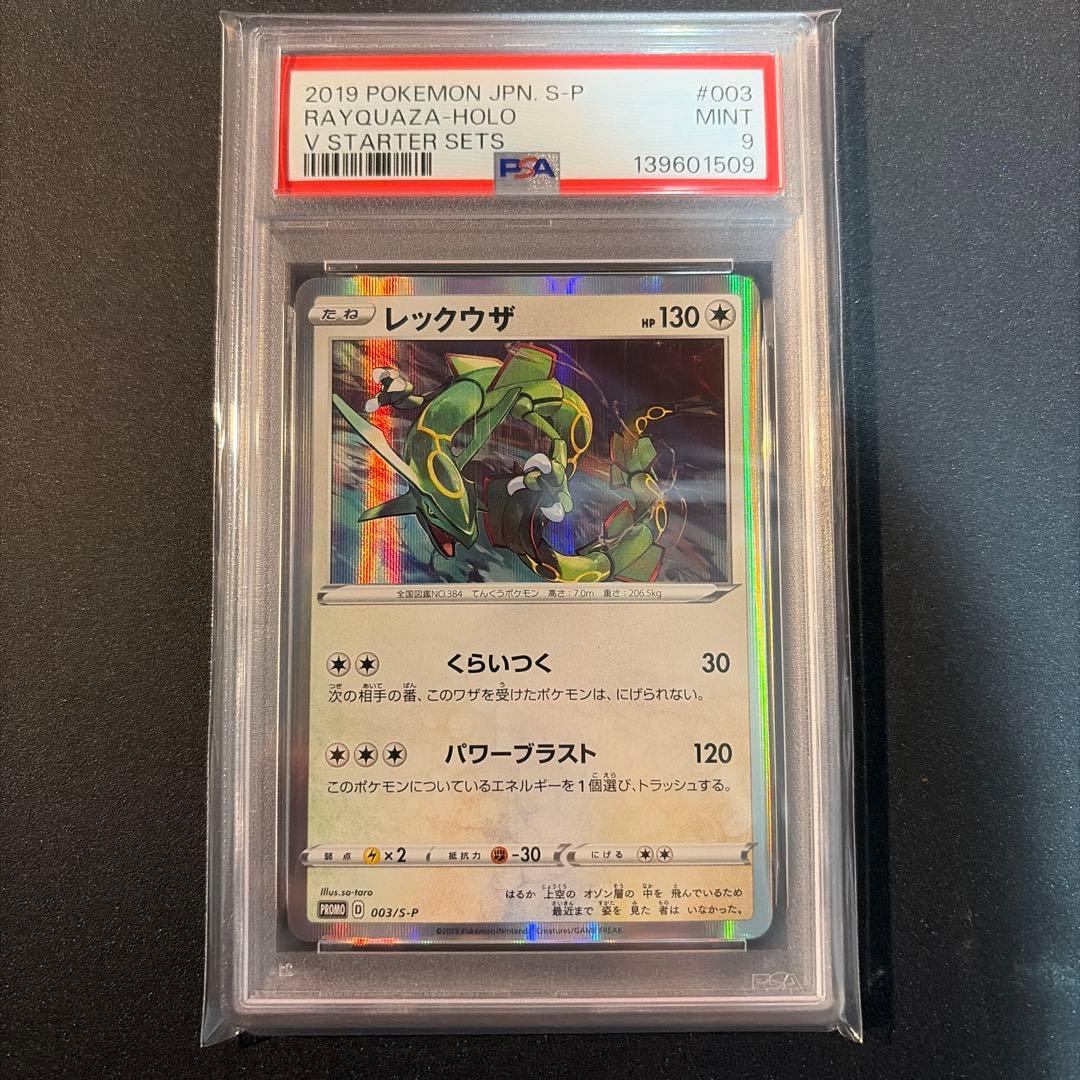 2019 POKEMON JPN. S-P #003
RAYQUAZA-HOLO MINT
V STARTER SETS 9
PSA 139601509
たね レックウザ HP 130
全国図鑑NO.384 てんくうポケモン 高さ:7.0m 重さ:206.5kg
くらいつく 30
次の相手の番、このワザを受けたポケモンは、にげられない。
パワーブラスト 120
このポケモンについているエネルギーを1個選び、トラッシュする。
弱点 ×2 抵抗力 -30 にげる
Illus.so-taro
はるか 上空の オゾン層の 中を 飛んでいるため
最近まで 姿を 見た 者は いなかった。
PROMO D 003/S-P
©2019 Pokémon/Nintendo/Creatures/GAME FREAK
PSA